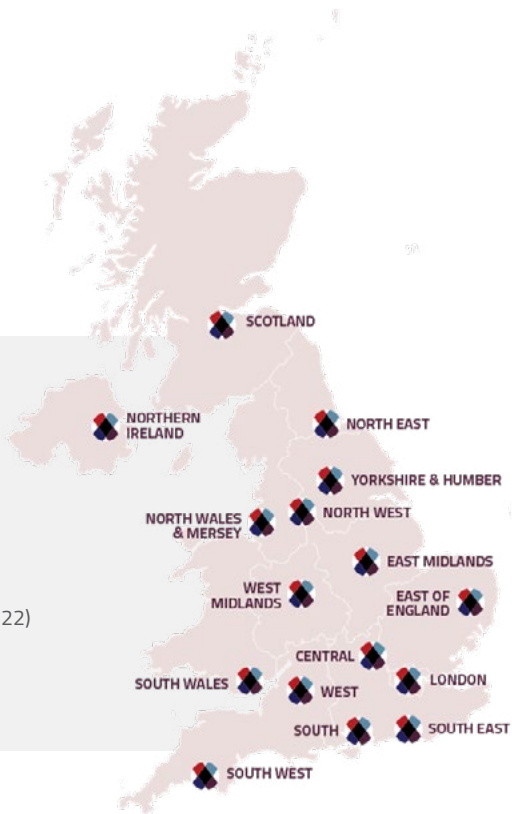 SCOTLAND
NORTHERN
IRELAND
NORTH EAST
YORKSHIRE & HUMBER
NORTH WALES
& MERSEY
NORTH WEST
EAST MIDLANDS
WEST
MIDLANDS
EAST OF
ENGLAND
22)
CENTRAL
SOUTH WALES
WEST
LONDON
SOUTH
SOUTH EAST
SOUTH WEST